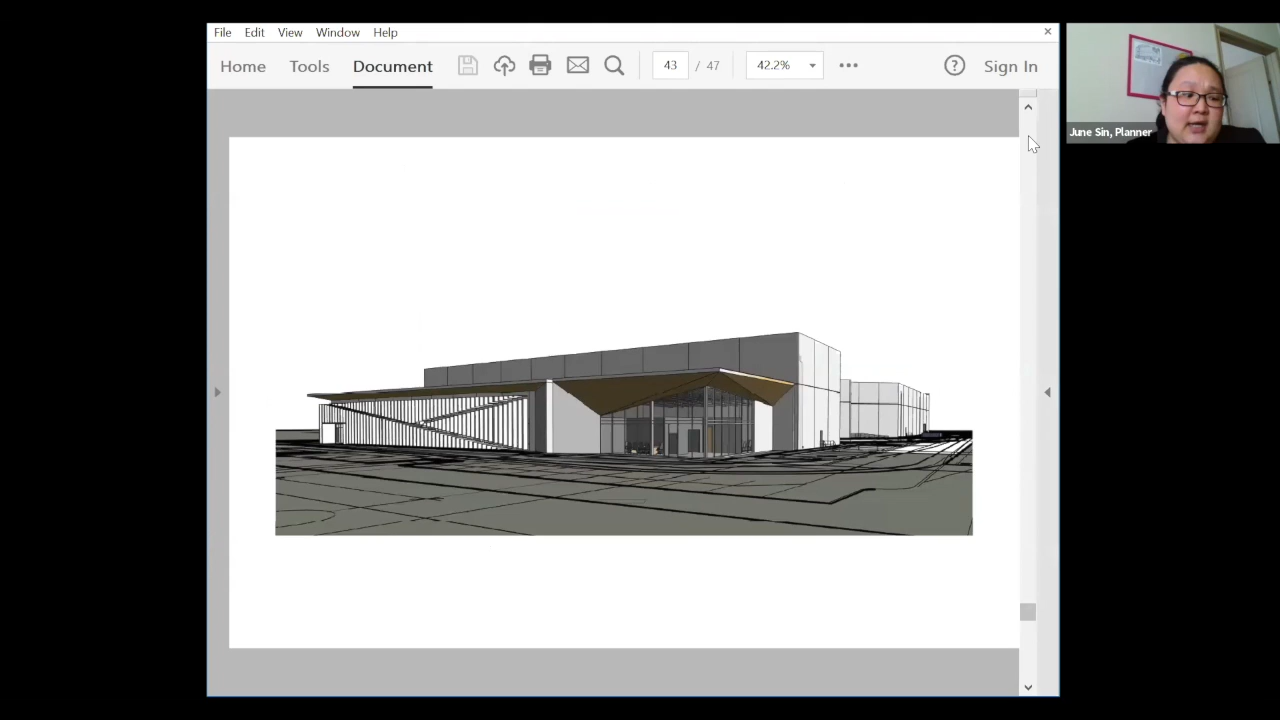 File Edit View Window Help
Home Tools Document 43 / 47 42.2% Sign In
June Sin, Planner